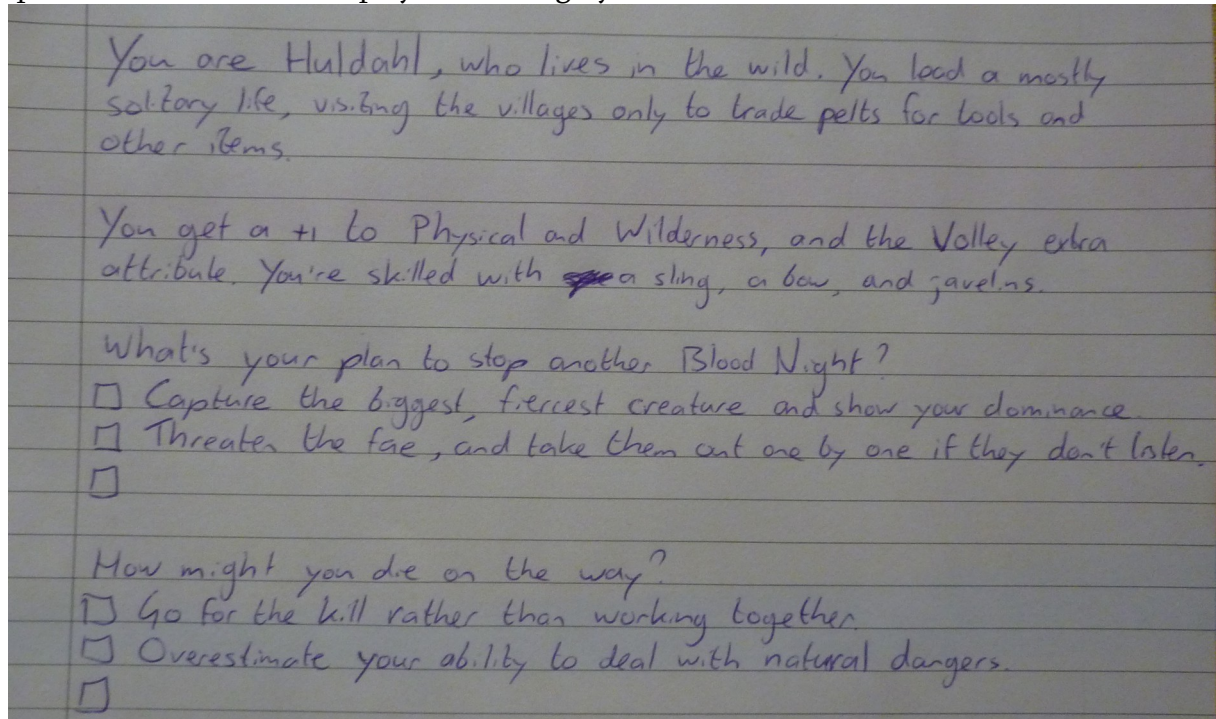 You are Huldahl, who lives in the wild. You lead a mostly
solitary life, visiting the villages only to trade pelts for tools and
other items.
You get a +1 to Physical and Wilderness, and the Volley extra
attribute. You're skilled with a sling, a bow, and javelins.
What's your plan to stop another Blood Night?
☐ Capture the biggest, fiercest creature and show your dominance.
☐ Threaten the fae, and take them out one by one if they don't listen.
☐
How might you die on the way?
☐ Go for the kill rather than working together.
☐ Overestimate your ability to deal with natural dangers.
☐